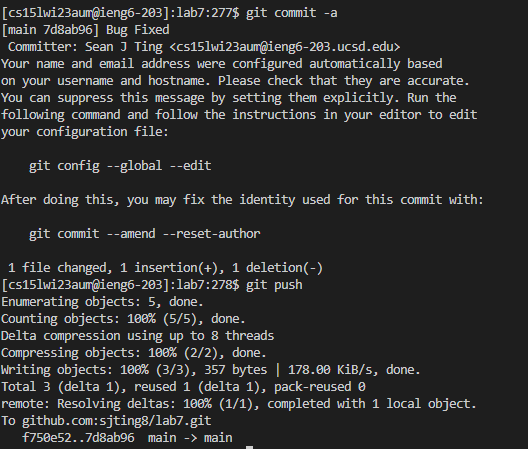 [cs15lwi23aum@ieng6-203]:lab7:277$ git commit -a
[main 7d8ab96] Bug Fixed
 Committer: Sean J Ting <cs15lwi23aum@ieng6-203.ucsd.edu>
Your name and email address were configured automatically based
on your username and hostname. Please check that they are accurate.
You can suppress this message by setting them explicitly. Run the
following command and follow the instructions in your editor to edit
your configuration file:

    git config --global --edit

After doing this, you may fix the identity used for this commit with:

    git commit --amend --reset-author

 1 file changed, 1 insertion(+), 1 deletion(-)
[cs15lwi23aum@ieng6-203]:lab7:278$ git push
Enumerating objects: 5, done.
Counting objects: 100% (5/5), done.
Delta compression using up to 8 threads
Compressing objects: 100% (2/2), done.
Writing objects: 100% (3/3), 357 bytes | 178.00 KiB/s, done.
Total 3 (delta 1), reused 1 (delta 1), pack-reused 0
remote: Resolving deltas: 100% (1/1), completed with 1 local object.
To github.com:sjting8/lab7.git
   f750e52..7d8ab96  main -> main